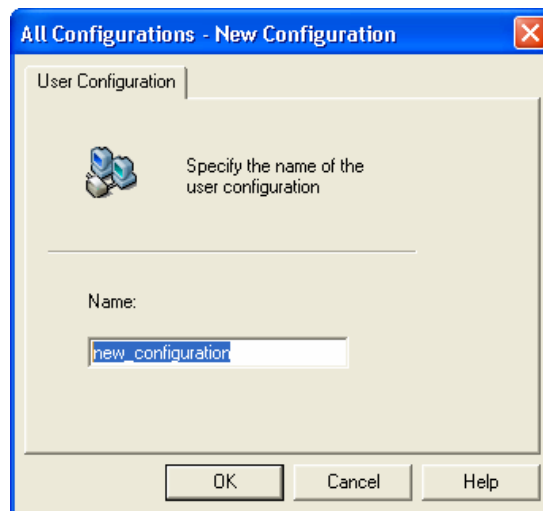 All Configurations - New Configuration
User Configuration
Specify the name of the
user configuration
Name:
new_configuration
OK
Cancel
Help